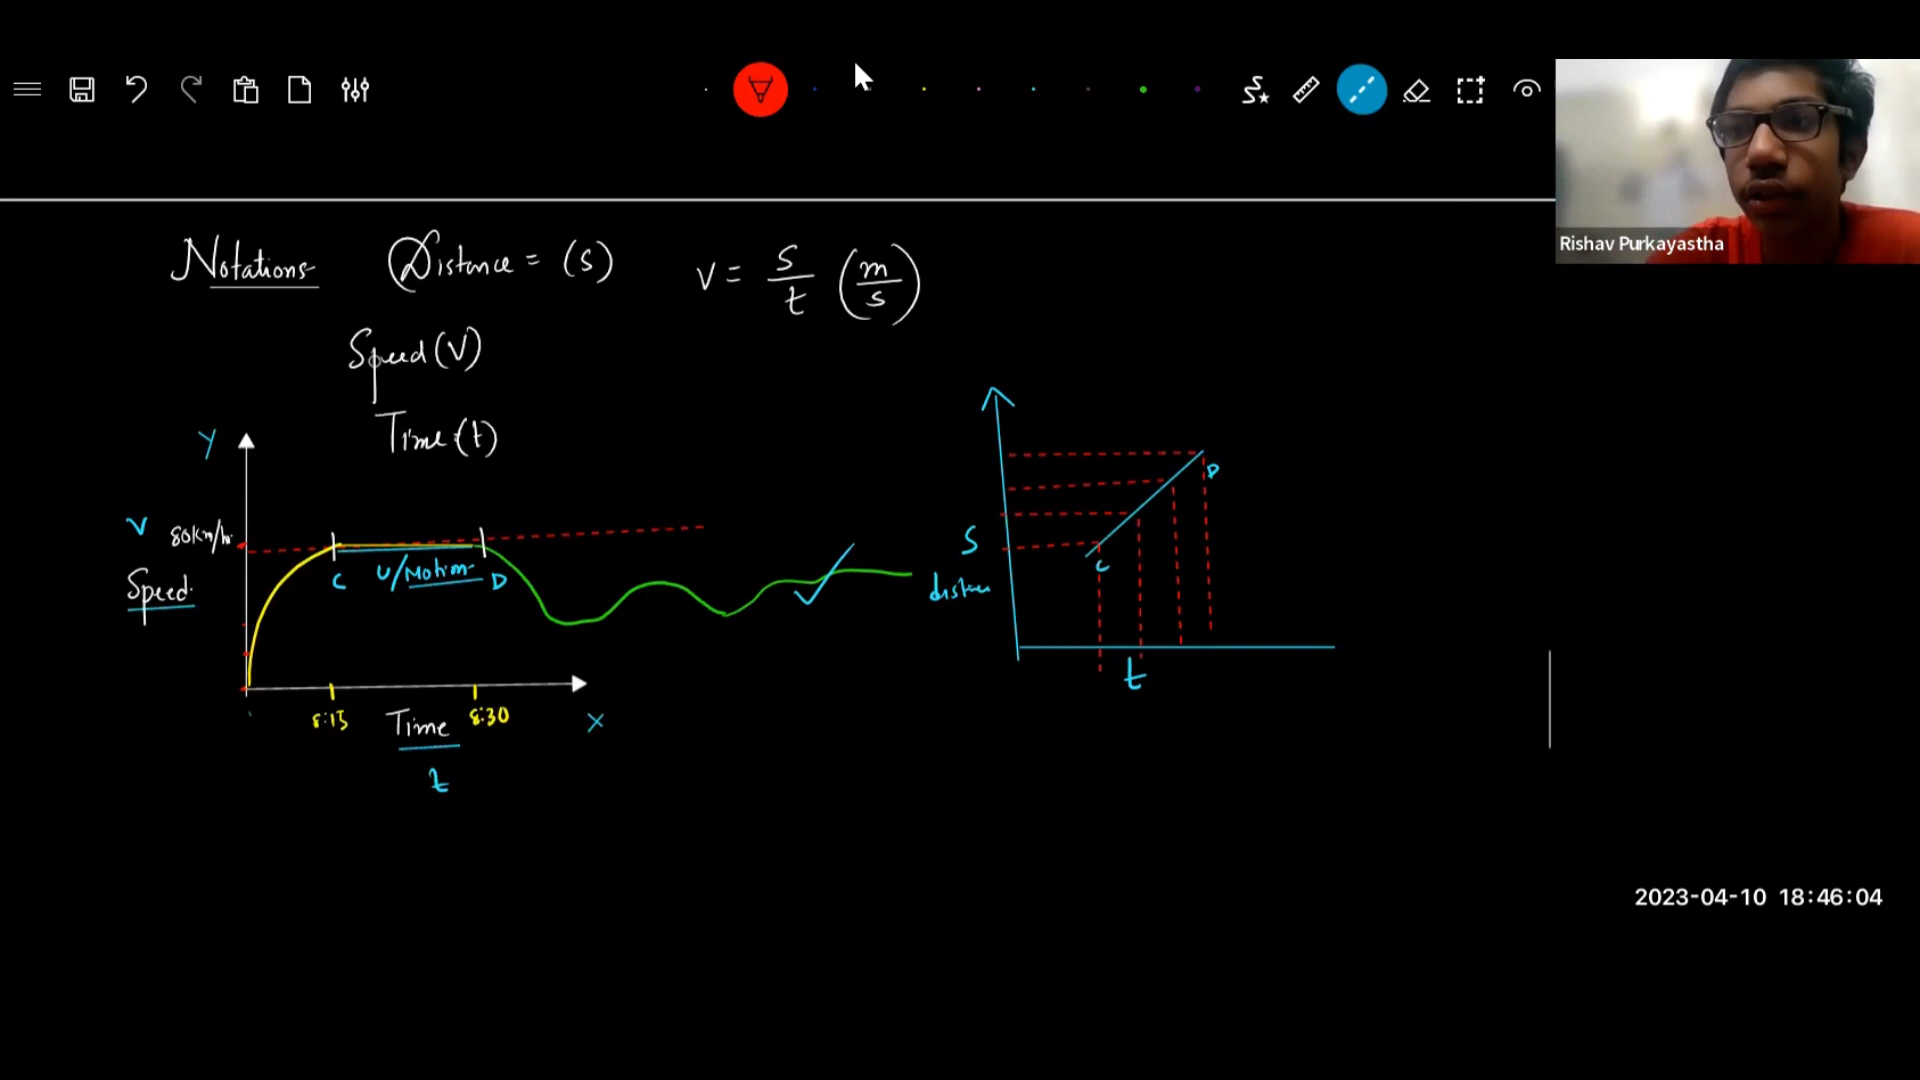 Rishav Purkayastha
Notations Distance = (s) v = s/t (m/s)
Speed (V)
Time (t)
Y
V 80km/hr
Speed
C U/Motion D
8:15 Time 8:30 X
t
S
D
C
t
2023-04-10 18:46:04